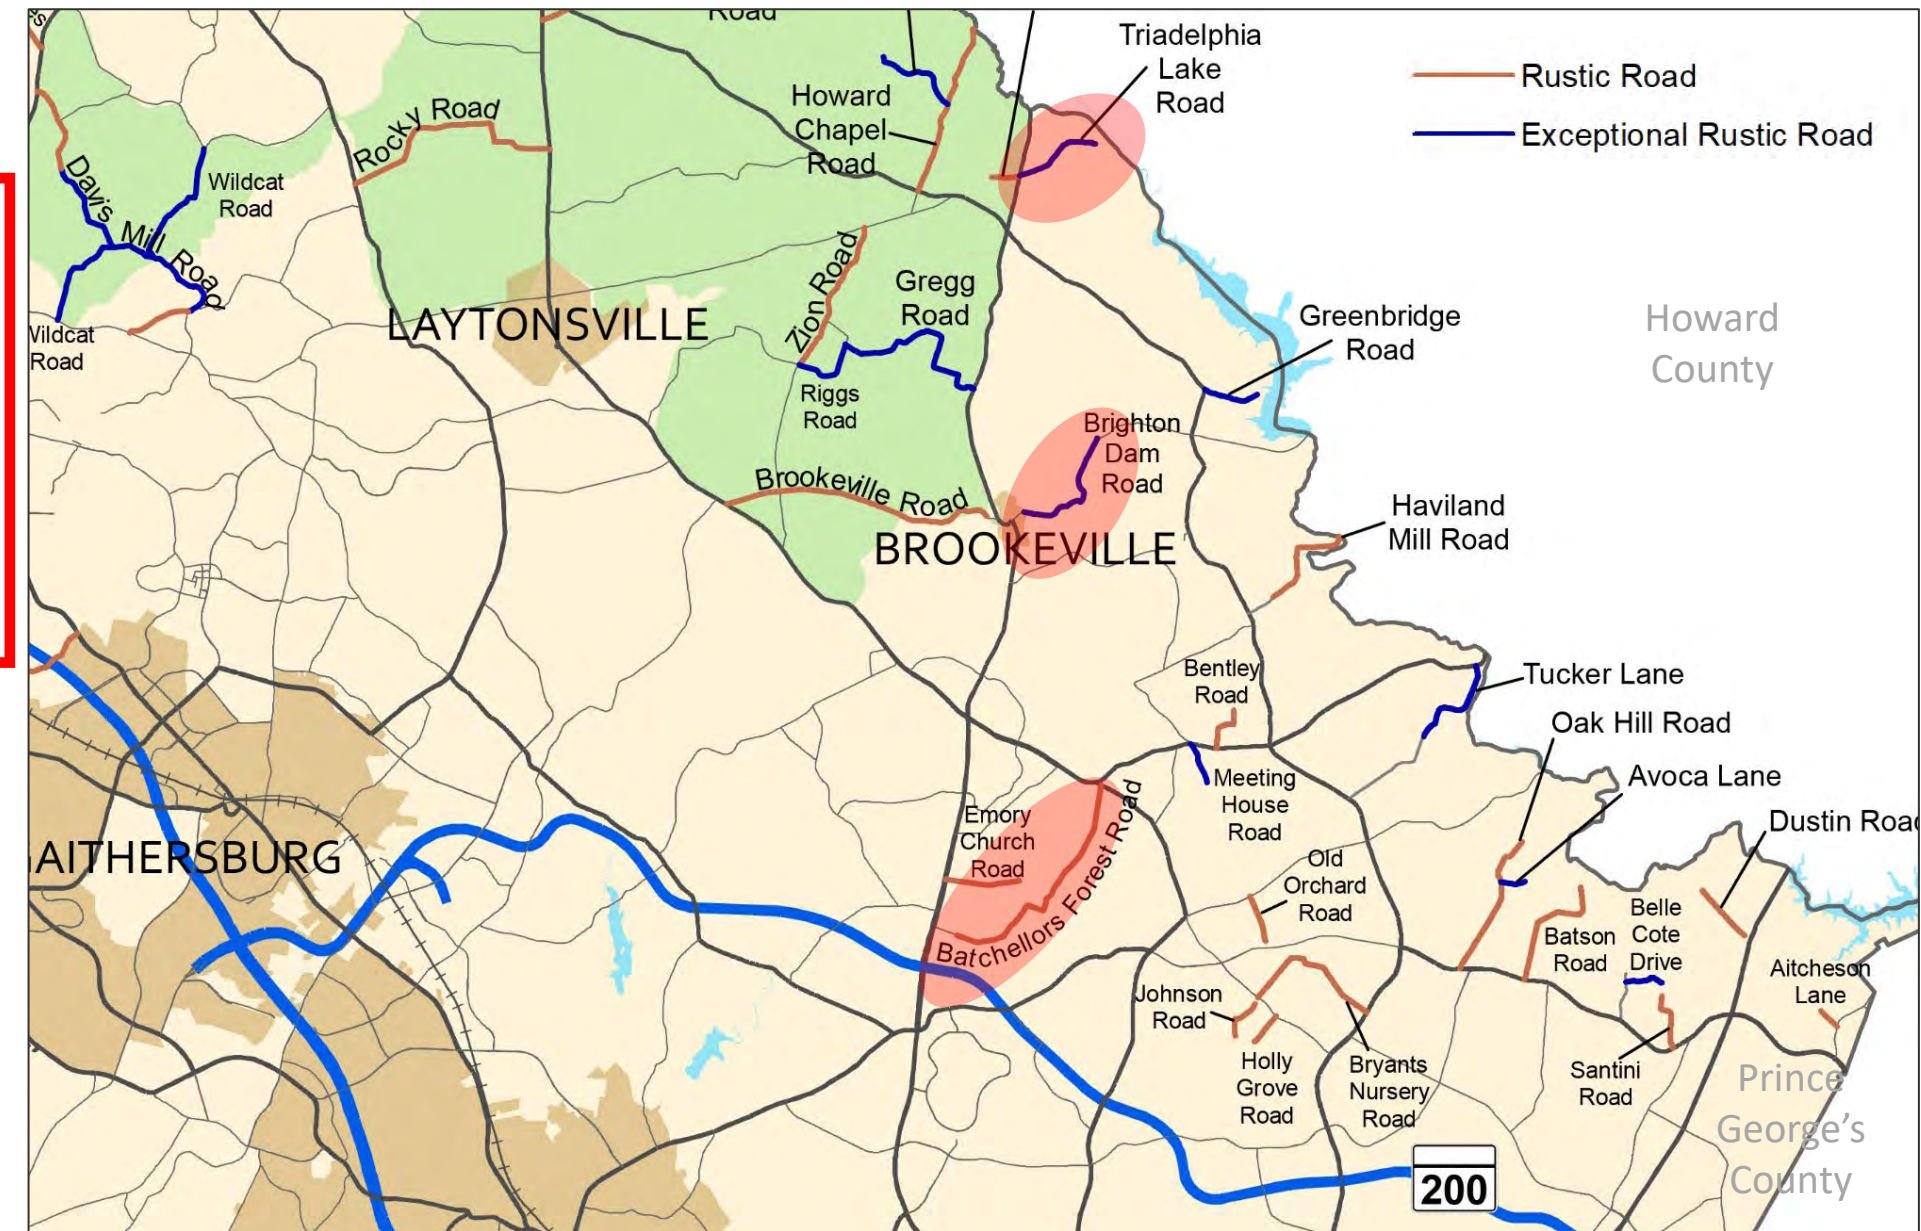 Road
Triadelphia
Lake
Road
Rustic Road
Exceptional Rustic Road
Howard
Chapel
Road
Rocky Road
Davis Mill Road
Wildcat
Road
Zion Road
Gregg
Road
LAYTONSVILLE
Greenbridge
Road
Howard
County
Wildcat
Road
Riggs
Road
Brighton
Dam
Road
Brookeville Road
BROOKEVILLE
Haviland
Mill Road
Bentley
Road
Tucker Lane
Oak Hill Road
Avoca Lane
Meeting
House
Road
Dustin Road
Emory
Church
Road
Batchellors Forest Road
AITHERSBURG
Old
Orchard
Road
Belle
Cote
Drive
Batson
Road
Aitcheson
Lane
Johnson
Road
Holly
Grove
Road
Bryants
Nursery
Road
Santini
Road
Prince
George's
County
200